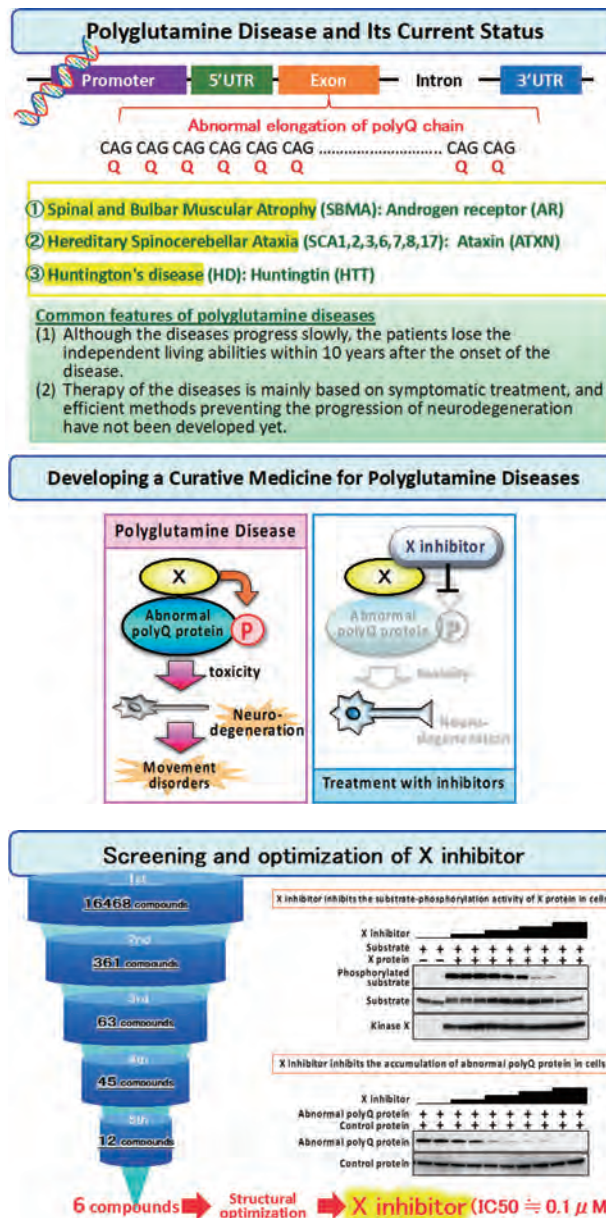 Polyglutamine Disease and Its Current Status
Promoter 5'UTR Exon Intron 3'UTR
Abnormal elongation of polyQ chain
CAG CAG CAG CAG CAG CAG ............................ CAG CAG
Q Q Q Q Q Q Q Q
① Spinal and Bulbar Muscular Atrophy (SBMA): Androgen receptor (AR)
② Hereditary Spinocerebellar Ataxia (SCA1,2,3,6,7,8,17): Ataxin (ATXN)
③ Huntington's disease (HD): Huntingtin (HTT)
Common features of polyglutamine diseases
(1) Although the diseases progress slowly, the patients lose the
independent living abilities within 10 years after the onset of the
disease.
(2) Therapy of the diseases is mainly based on symptomatic treatment, and
efficient methods preventing the progression of neurodegeneration
have not been developed yet.
Developing a Curative Medicine for Polyglutamine Diseases
Polyglutamine Disease
X
Abnormal
polyQ protein
P
toxicity
Neuro-
degeneration
Movement
disorders
X inhibitor
X
Abnormal
polyQ protein
P
toxicity
Neuro-
degeneration
Treatment with inhibitors
Screening and optimization of X inhibitor
1st
16468 compounds
2nd
361 compounds
3rd
63 compounds
4th
45 compounds
5th
12 compounds
X inhibitor inhibits the substrate-phosphorylation activity of X protein in cells
X inhibitor
Substrate + + + + + + + + + +
X protein − − + + + + + + + +
Phosphorylated
substrate
Substrate
Kinase X
X inhibitor inhibits the accumulation of abnormal polyQ protein in cells
X inhibitor
Abnormal polyQ protein + + + + + + + + + +
Control protein + + + + + + + + + +
Abnormal polyQ protein
Control protein
6 compounds Structural
optimization X inhibitor (IC50 ≒ 0.1 μM